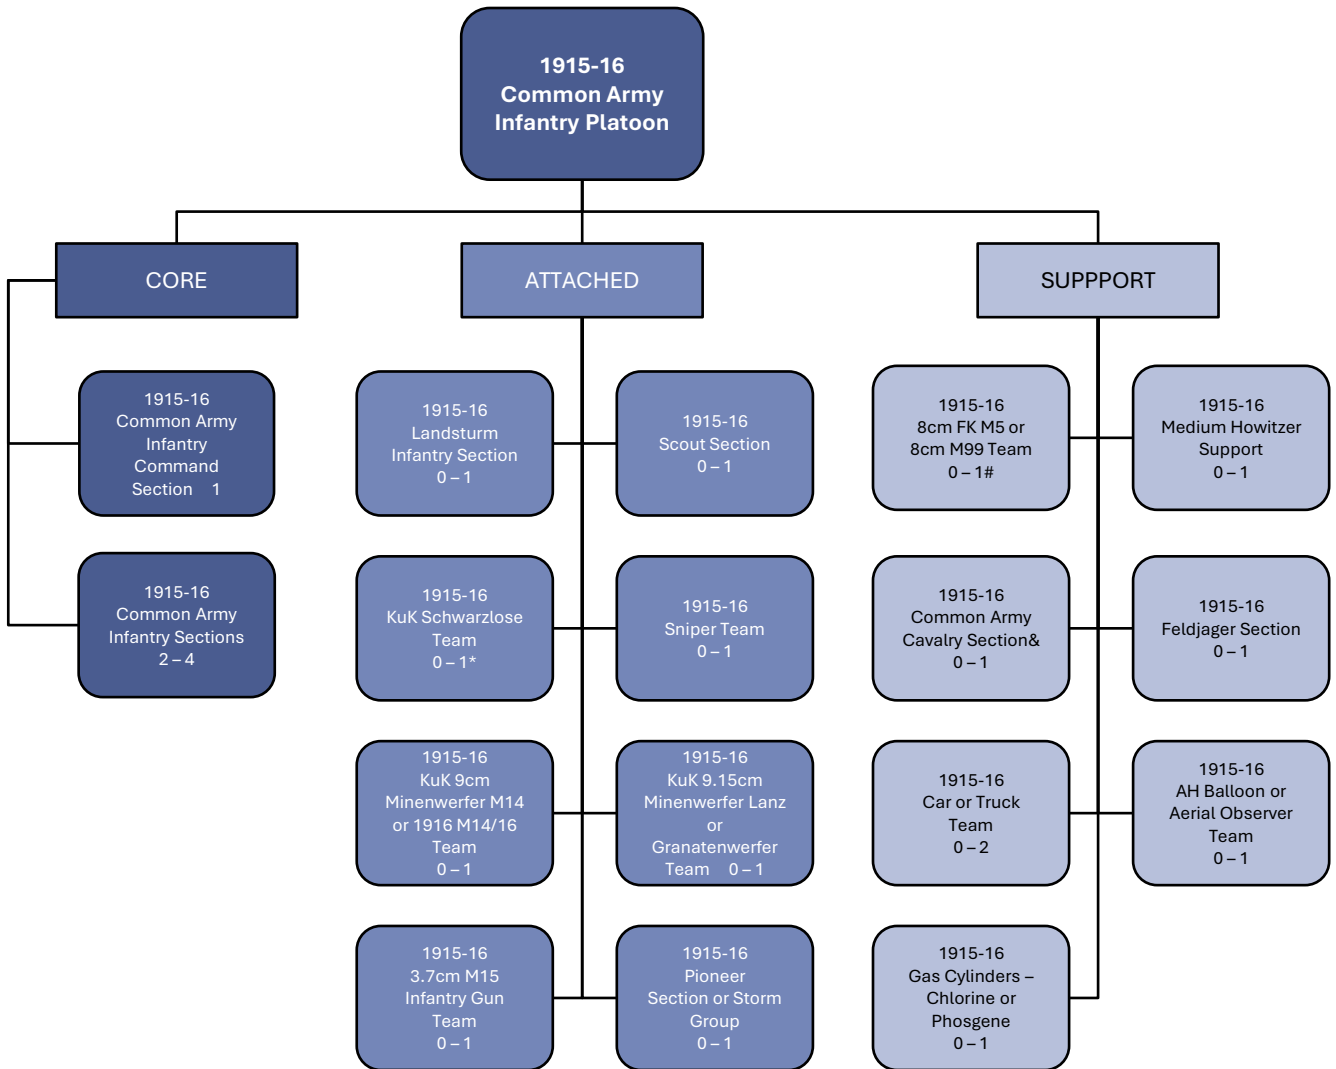 1915-16
Common Army
Infantry Platoon
CORE
ATTACHED
SUPPPORT
1915-16
Common Army
Infantry
Command
Section 1
1915-16
Common Army
Infantry Sections
2 – 4
1915-16
Landsturm
Infantry Section
0 – 1
1915-16
Scout Section
0 – 1
1915-16
KuK Schwarzlose
Team
0 – 1*
1915-16
Sniper Team
0 – 1
1915-16
KuK 9cm
Minenwerfer M14
or 1916 M14/16
Team
0 – 1
1915-16
KuK 9.15cm
Minenwerfer Lanz
or
Granatenwerfer
Team 0 – 1
1915-16
3.7cm M15
Infantry Gun
Team
0 – 1
1915-16
Pioneer
Section or Storm
Group
0 – 1
1915-16
8cm FK M5 or
8cm M99 Team
0 – 1#
1915-16
Medium Howitzer
Support
0 – 1
1915-16
Common Army
Cavalry Section&
0 – 1
1915-16
Feldjager Section
0 – 1
1915-16
Car or Truck
Team
0 – 2
1915-16
AH Balloon or
Aerial Observer
Team
0 – 1
1915-16
Gas Cylinders –
Chlorine or
Phosgene
0 – 1